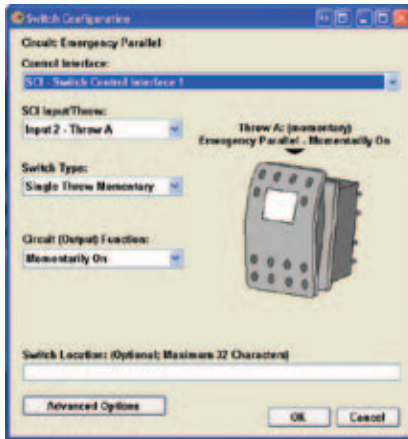 Switch Configuration
Circuit: Emergency Parallel
Control Interface:
SCI - Switch Control Interface 1
SCI Input/Throw:
Input 2 - Throw A
Throw A: (momentary)
Emergency Parallel - Momentarily On
Switch Type:
Single Throw Momentary
Circuit (Output) Function:
Momentarily On
Switch Location: (Optional; Maximum 32 Characters)
Advanced Options
OK
Cancel